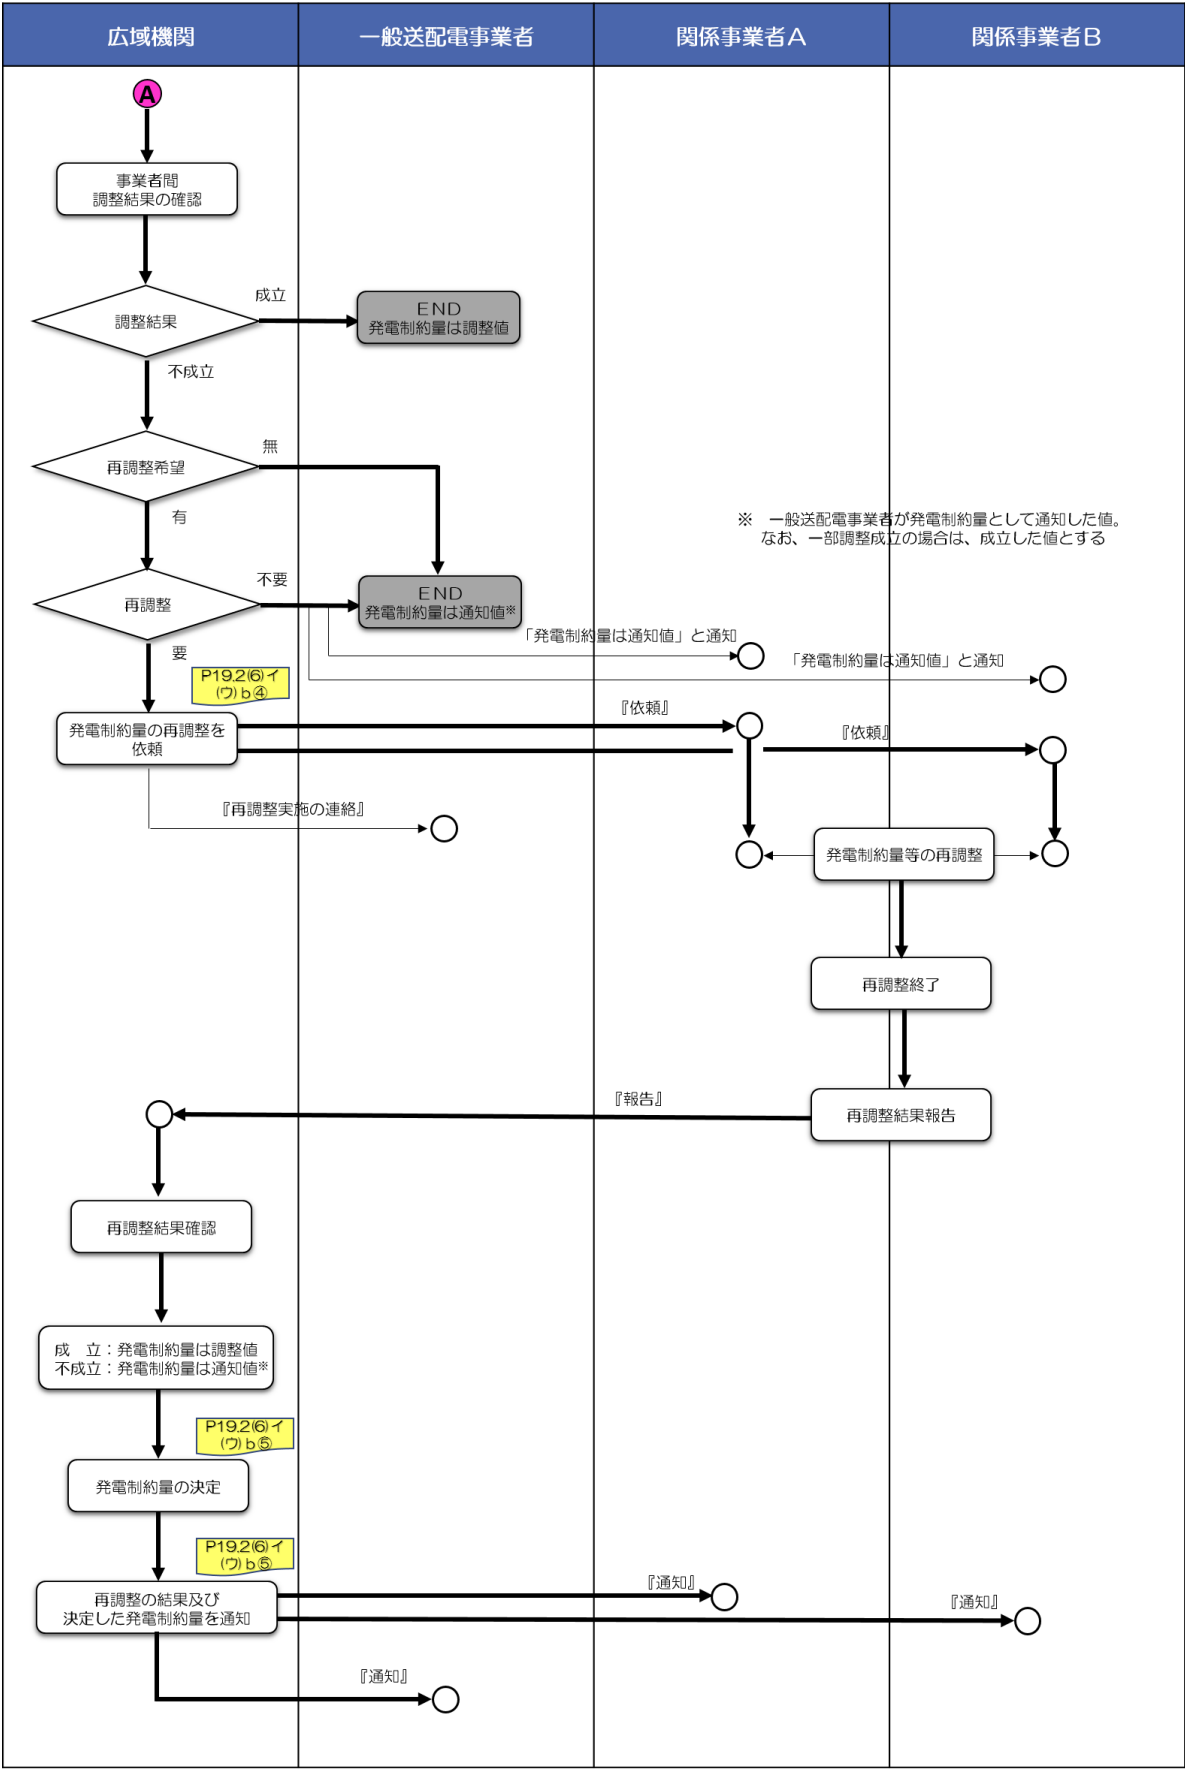 広域機関
一般送配電事業者
関係事業者A
関係事業者B
A
事業者間
調整結果の確認
調整結果
成立
END
発電制約量は調整値
不成立
再調整希望
無
有
※　一般送配電事業者が発電制約量として通知した値。
なお、一部調整成立の場合は、成立した値とする
再調整
不要
END
発電制約量は通知値※
「発電制約量は通知値」と通知
「発電制約量は通知値」と通知
要
P19.2(6)イ
(ウ)b④
発電制約量の再調整を
依頼
『依頼』
『依頼』
『再調整実施の連絡』
発電制約量等の再調整
再調整終了
再調整結果報告
『報告』
再調整結果確認
成　立：発電制約量は調整値
不成立：発電制約量は通知値※
P19.2(6)イ
(ウ)b⑤
発電制約量の決定
P19.2(6)イ
(ウ)b⑤
再調整の結果及び
決定した発電制約量を通知
『通知』
『通知』
『通知』